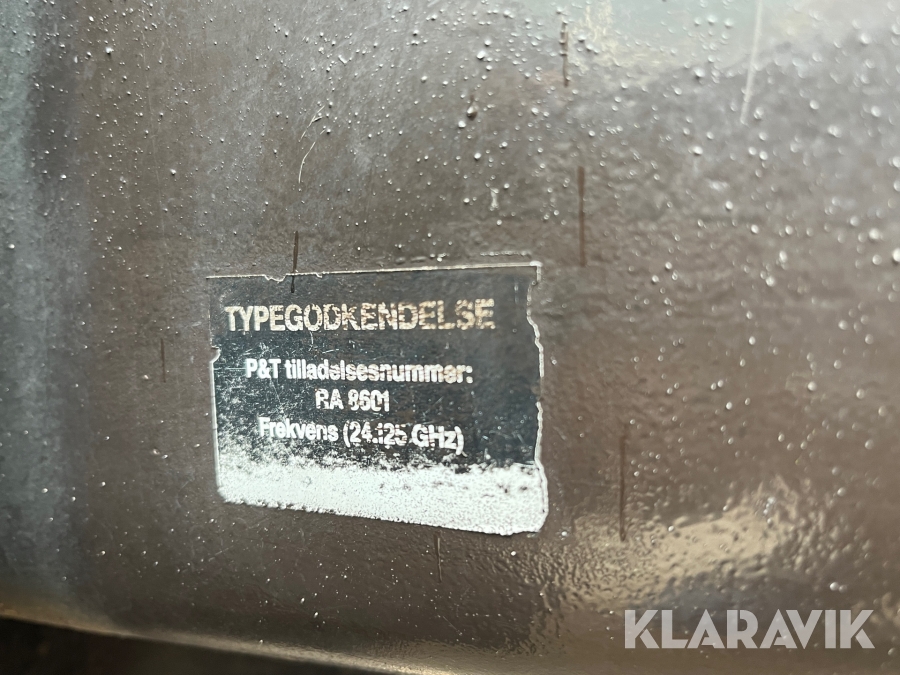 TYPEGODKENDELSE
P&T tilladelsesnummer:
RA 8601
Frekvens (24.125 GHz)
KLARAVIK